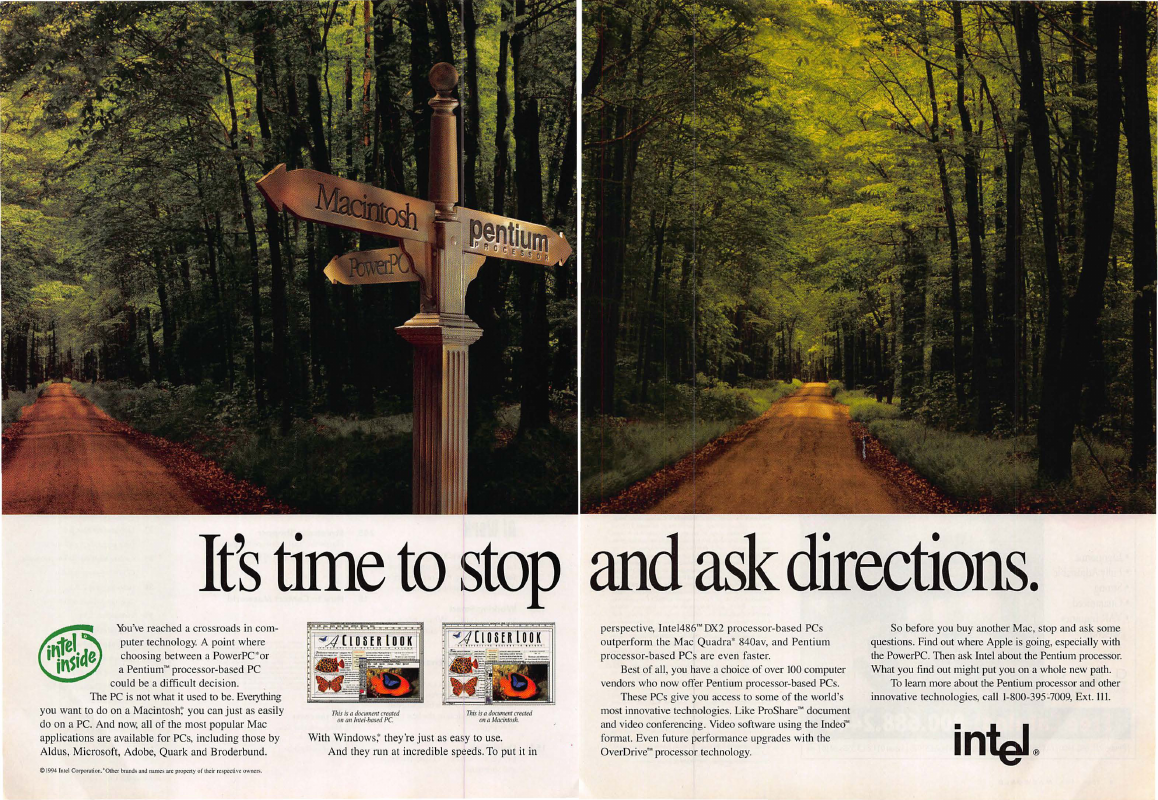 Macintosh
PowerPC
pentium
PROCESSOR
It's time to stop and ask directions.
intel
inside
You've reached a crossroads in com-
puter technology. A point where
choosing between a PowerPC* or
a Pentium™ processor-based PC
could be a difficult decision.
The PC is not what it used to be. Everything
you want to do on a Macintosh,* you can just as easily
do on a PC. And now, all of the most popular Mac
applications are available for PCs, including those by
Aldus, Microsoft, Adobe, Quark and Broderbund.
A CLOSER LOOK
This is a document created
on an Intel-based PC.
A CLOSER LOOK
This is a document created
on a Macintosh.
With Windows,* they're just as easy to use.
And they run at incredible speeds. To put it in
perspective, Intel486™ DX2 processor-based PCs
outperform the Mac Quadra* 840av, and Pentium
processor-based PCs are even faster.
Best of all, you have a choice of over 100 computer
vendors who now offer Pentium processor-based PCs.
These PCs give you access to some of the world's
most innovative technologies. Like ProShare™ document
and video conferencing. Video software using the Indeo™
format. Even future performance upgrades with the
OverDrive™ processor technology.
So before you buy another Mac, stop and ask some
questions. Find out where Apple is going, especially with
the PowerPC. Then ask Intel about the Pentium processor.
What you find out might put you on a whole new path.
To learn more about the Pentium processor and other
innovative technologies, call 1-800-395-7009, Ext. 111.
intel®
©1994 Intel Corporation. *Other brands and names are property of their respective owners.